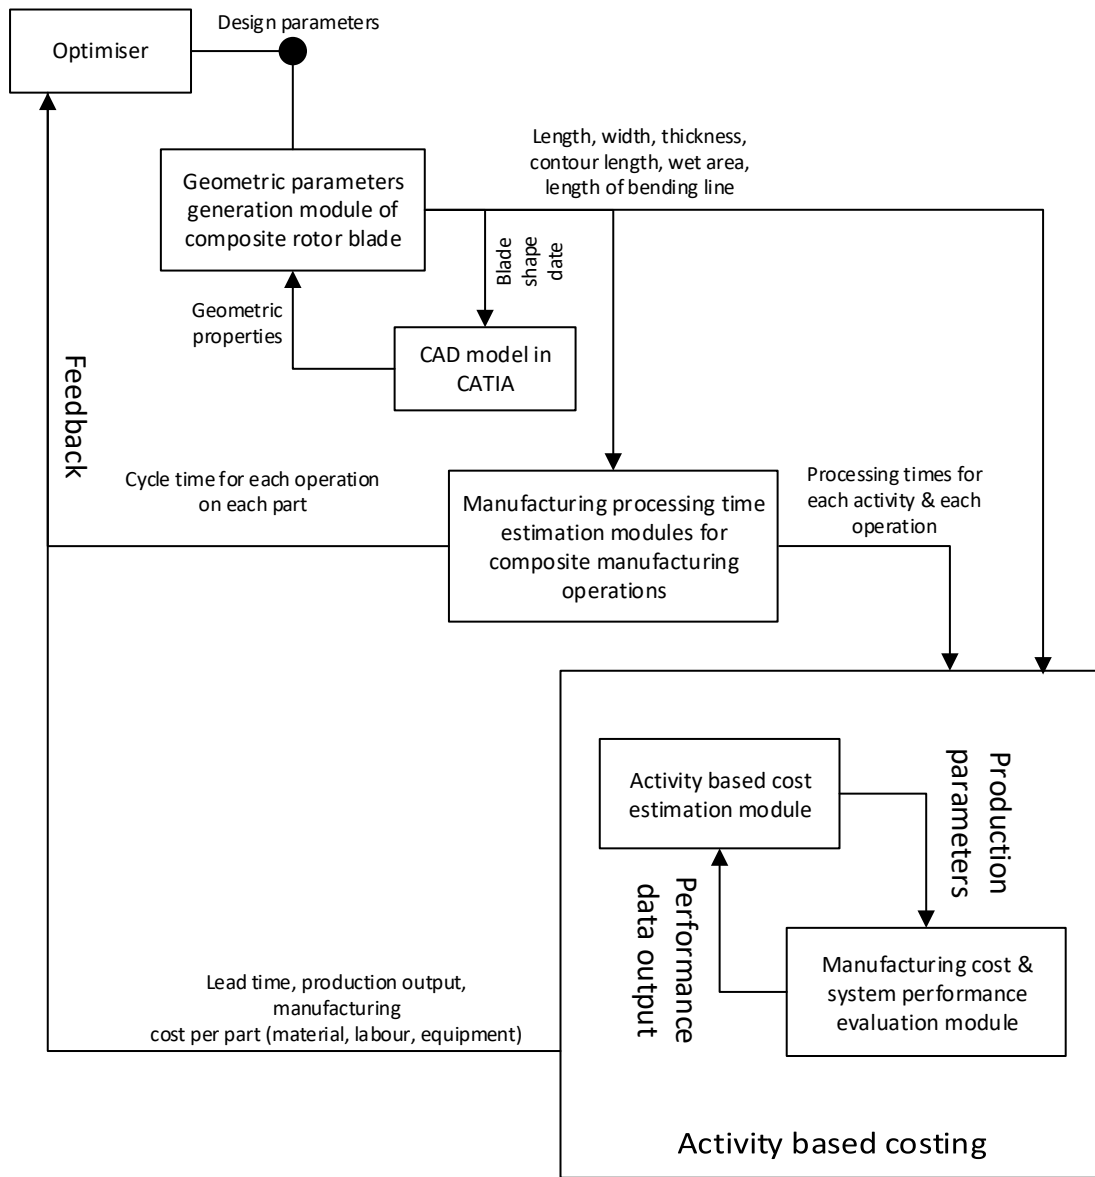 Design parameters
Optimiser
Length, width, thickness,
contour length, wet area,
length of bending line
Geometric parameters
generation module of
composite rotor blade
Blade
shape
date
Geometric
properties
CAD model in
CATIA
Feedback
Cycle time for each operation
on each part
Manufacturing processing time
estimation modules for
composite manufacturing
operations
Processing times for
each activity & each
operation
Activity based cost
estimation module
Production
parameters
Performance
data output
Manufacturing cost &
system performance
evaluation module
Lead time, production output,
manufacturing
cost per part (material, labour, equipment)
Activity based costing